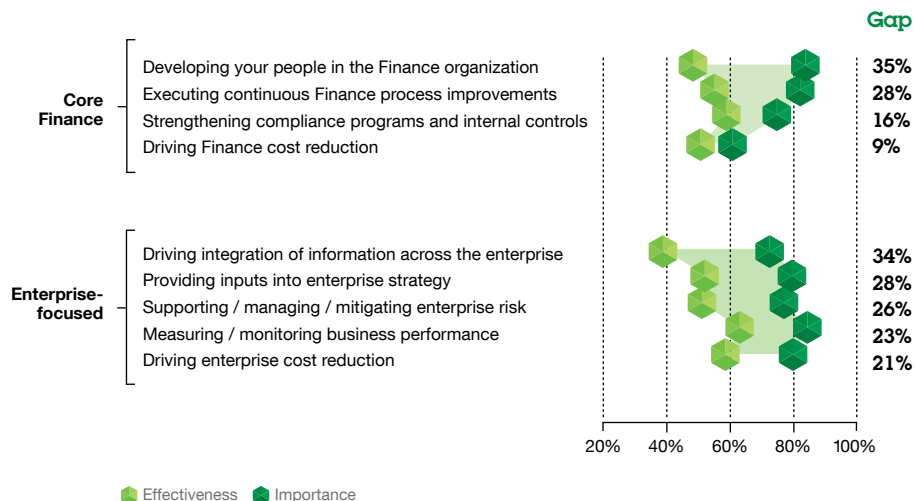 Gap
Core
Finance
Developing your people in the Finance organization 35%
Executing continuous Finance process improvements 28%
Strengthening compliance programs and internal controls 16%
Driving Finance cost reduction 9%
Enterprise-
focused
Driving integration of information across the enterprise 34%
Providing inputs into enterprise strategy 28%
Supporting / managing / mitigating enterprise risk 26%
Measuring / monitoring business performance 23%
Driving enterprise cost reduction 21%
20% 40% 60% 80% 100%
Effectiveness Importance